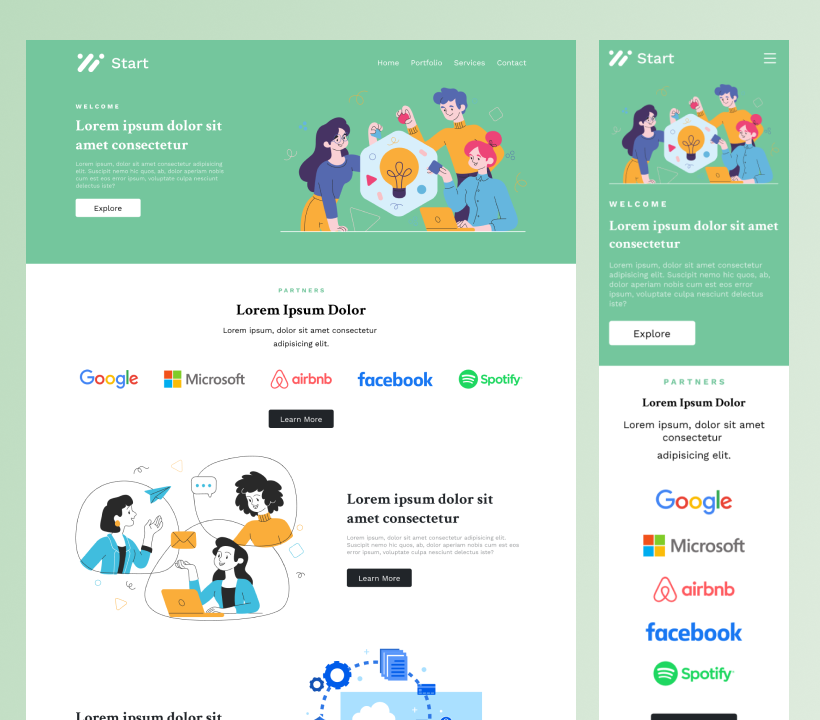 Start
Home Portfolio Services Contact
WELCOME
Lorem ipsum dolor sit
amet consectetur
Lorem ipsum, dolor sit amet consectetur adipisicing
elit. Suscipit nemo hic quos, ab, dolor aperiam nobis
cum est eos error ipsum, voluptate culpa nesciunt
delectus iste?
Explore
PARTNERS
Lorem Ipsum Dolor
Lorem ipsum, dolor sit amet consectetur
adipisicing elit.
Google Microsoft airbnb facebook Spotify
Learn More
Lorem ipsum dolor sit
amet consectetur
Lorem ipsum, dolor sit amet consectetur adipisicing elit.
Suscipit nemo hic quos, ab, dolor aperiam nobis cum est eos
error ipsum, voluptate culpa nesciunt delectus iste?
Learn More
Lorem ipsum dolor sit
Start
WELCOME
Lorem ipsum dolor sit amet
consectetur
Lorem ipsum, dolor sit amet consectetur
adipisicing elit. Suscipit nemo hic quos, ab,
dolor aperiam nobis cum est eos error
ipsum, voluptate culpa nesciunt delectus
iste?
Explore
PARTNERS
Lorem Ipsum Dolor
Lorem ipsum, dolor sit amet
consectetur
adipisicing elit.
Google
Microsoft
airbnb
facebook
Spotify